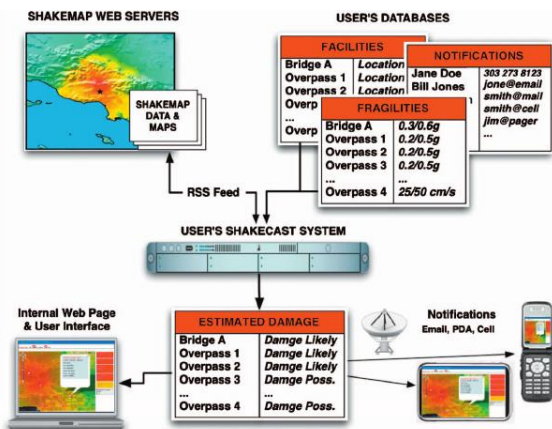 SHAKEMAP WEB SERVERS
SHAKEMAP
DATA &
MAPS
USER'S DATABASES
FACILITIES
Bridge A Location
Overpass 1 Location
Overpass 2 Location
Overp
...
Overp
NOTIFICATIONS
Jane Doe 303 273 8123
Bill Jones jone@email
smith@mail
smith@cell
jim@pager
...
FRAGILITIES
Bridge A 0.3/0.6g
Overpass 1 0.2/0.5g
Overpass 2 0.2/0.5g
Overpass 3 0.2/0.5g
... ...
Overpass 4 25/50 cm/s
RSS Feed
USER'S SHAKECAST SYSTEM
Internal Web Page
& User Interface
ESTIMATED DAMAGE
Bridge A Damge Likely
Overpass 1 Damge Likely
Overpass 2 Damge Likely
Overpass 3 Damge Poss.
... ...
Overpass 4 Damge Poss.
Notifications
Email, PDA, Cell